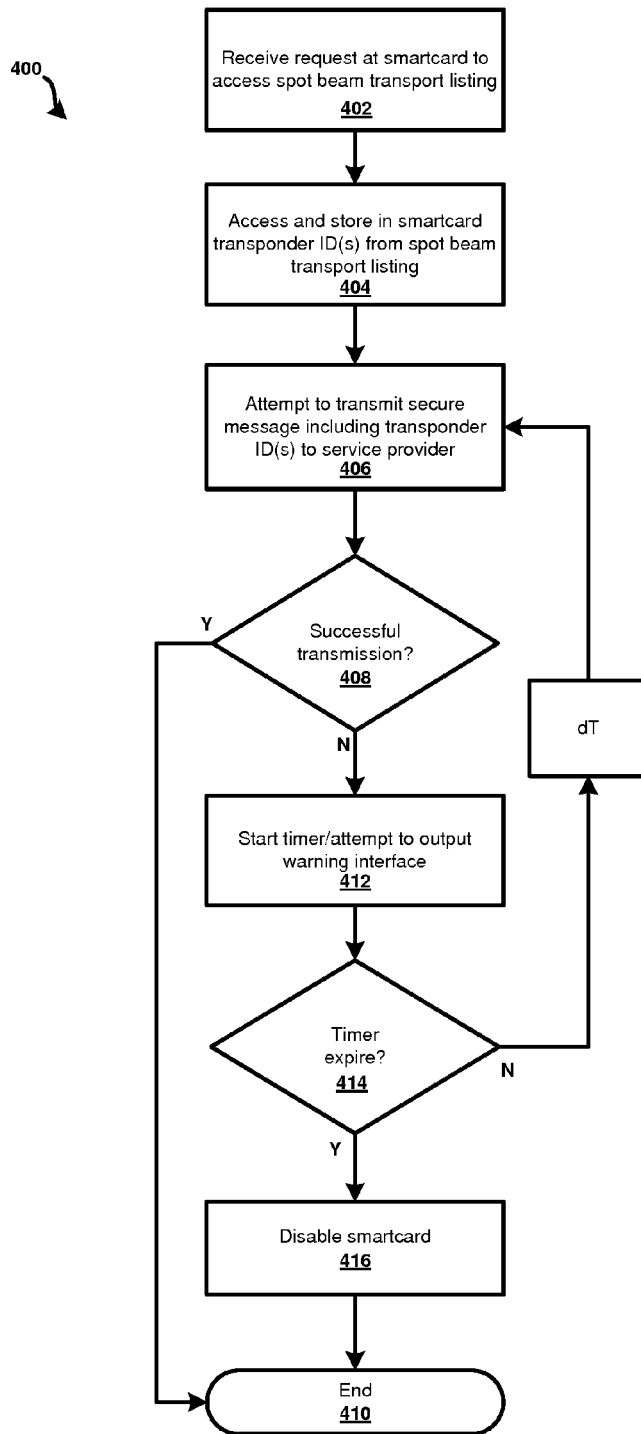 400
Receive request at smartcard to
access spot beam transport listing
402
Access and store in smartcard
transponder ID(s) from spot beam
transport listing
404
Attempt to transmit secure
message including transponder
ID(s) to service provider
406
Y
Successful
transmission?
408
N
dT
Start timer/attempt to output
warning interface
412
Timer
expire?
414
N
Y
Disable smartcard
416
End
410